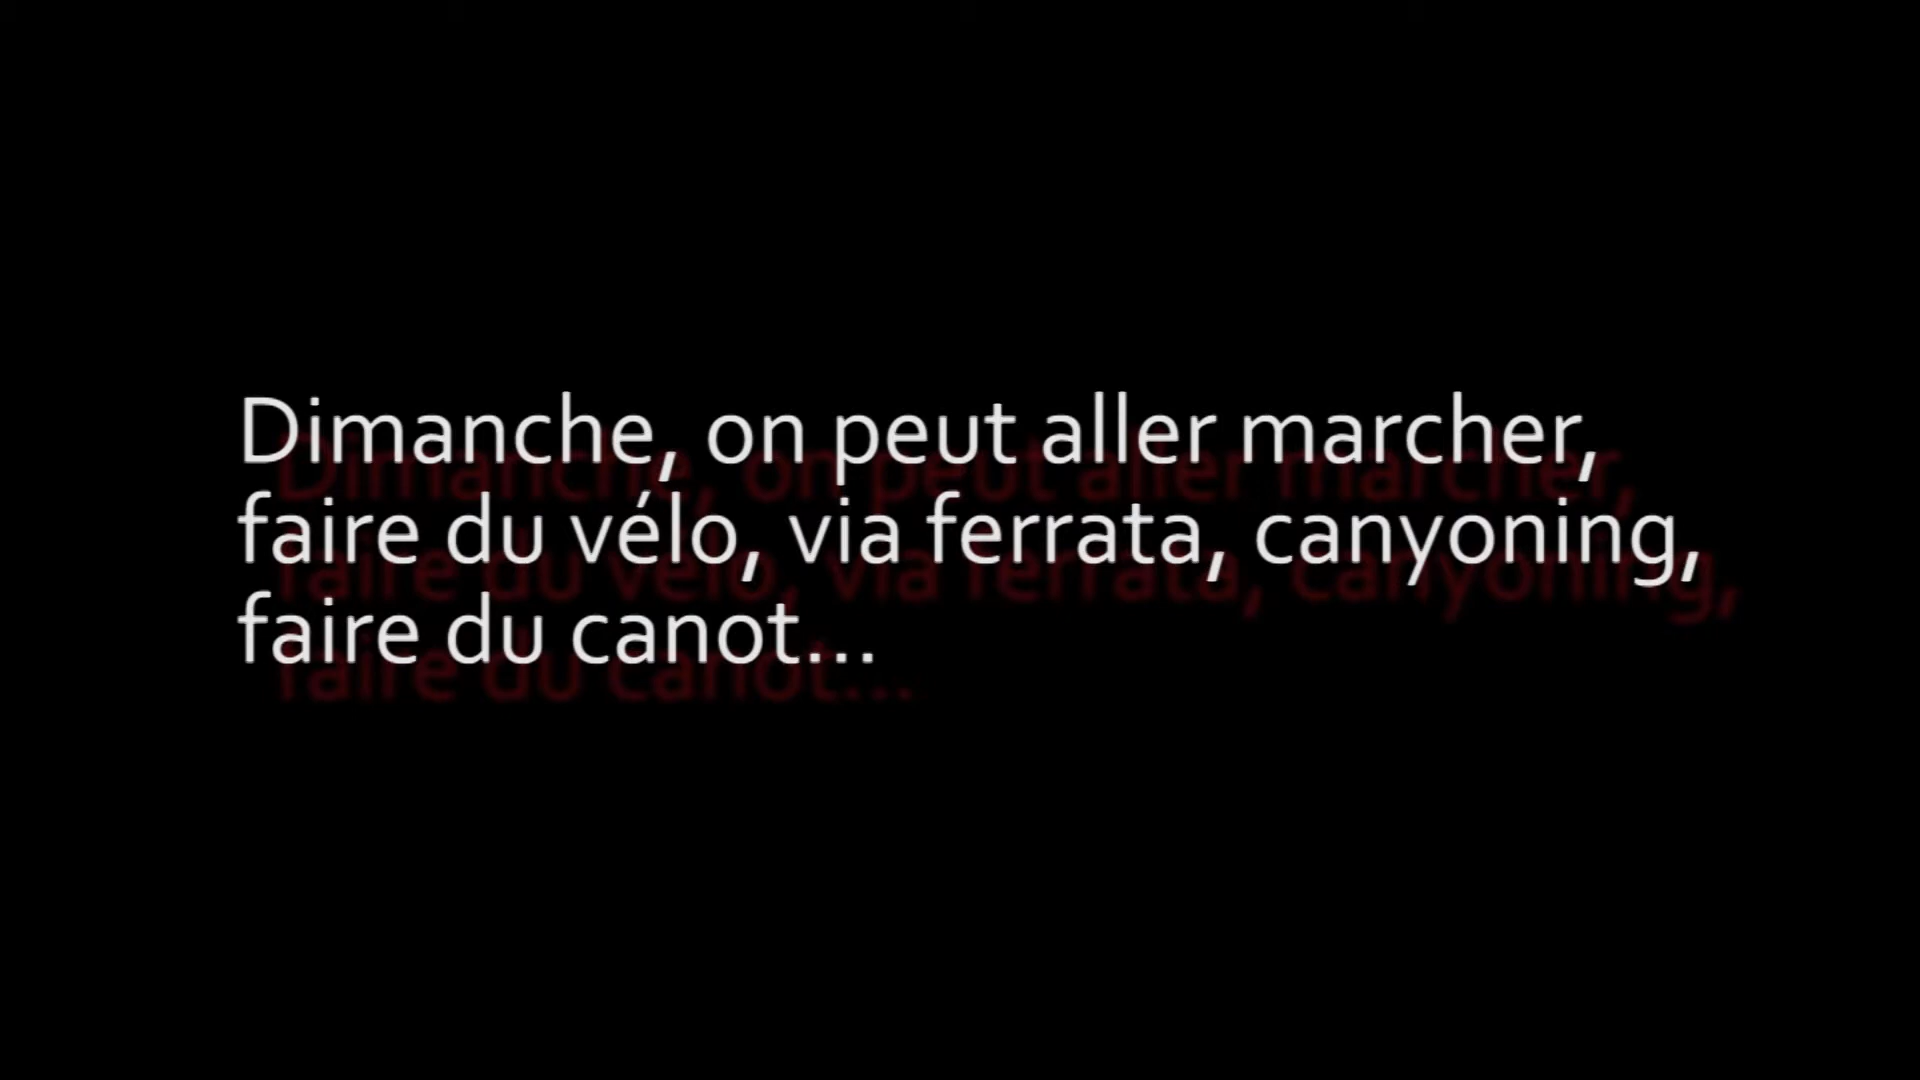 Dimanche, on peut aller marcher,
faire du vélo, via ferrata, canyoning,
faire du canot...